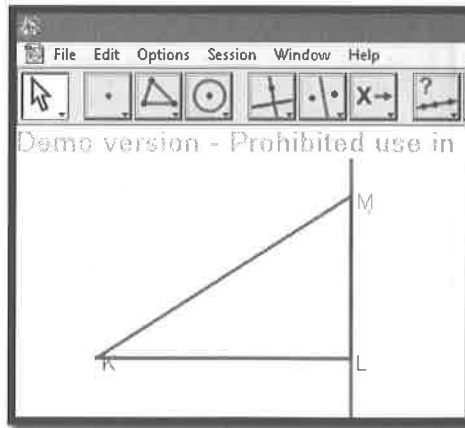 File Edit Options Session Window Help
?
X
Demo version - Prohibited use in
M
K
L